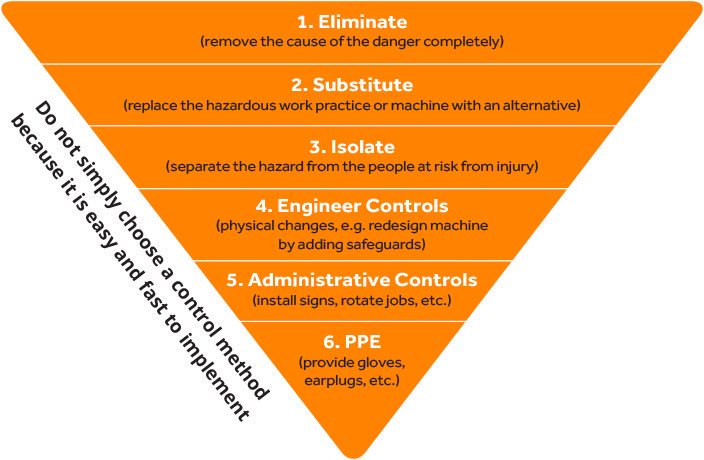 1. Eliminate
(remove the cause of the danger completely)
2. Substitute
(replace the hazardous work practice or machine with an alternative)
3. Isolate
(separate the hazard from the people at risk from injury)
4. Engineer Controls
(physical changes, e.g. redesign machine
by adding safeguards)
5. Administrative Controls
(install signs, rotate jobs, etc.)
6. PPE
(provide gloves,
earplugs, etc.)
Do not simply choose a control method
because it is easy and fast to implement